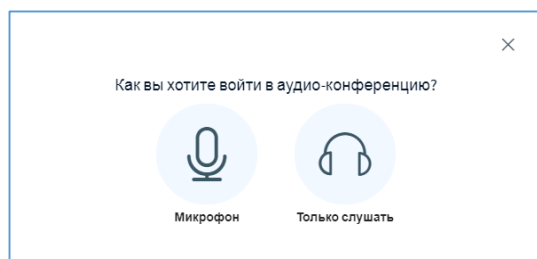 Как вы хотите войти в аудио-конференцию?
Микрофон
Только слушать